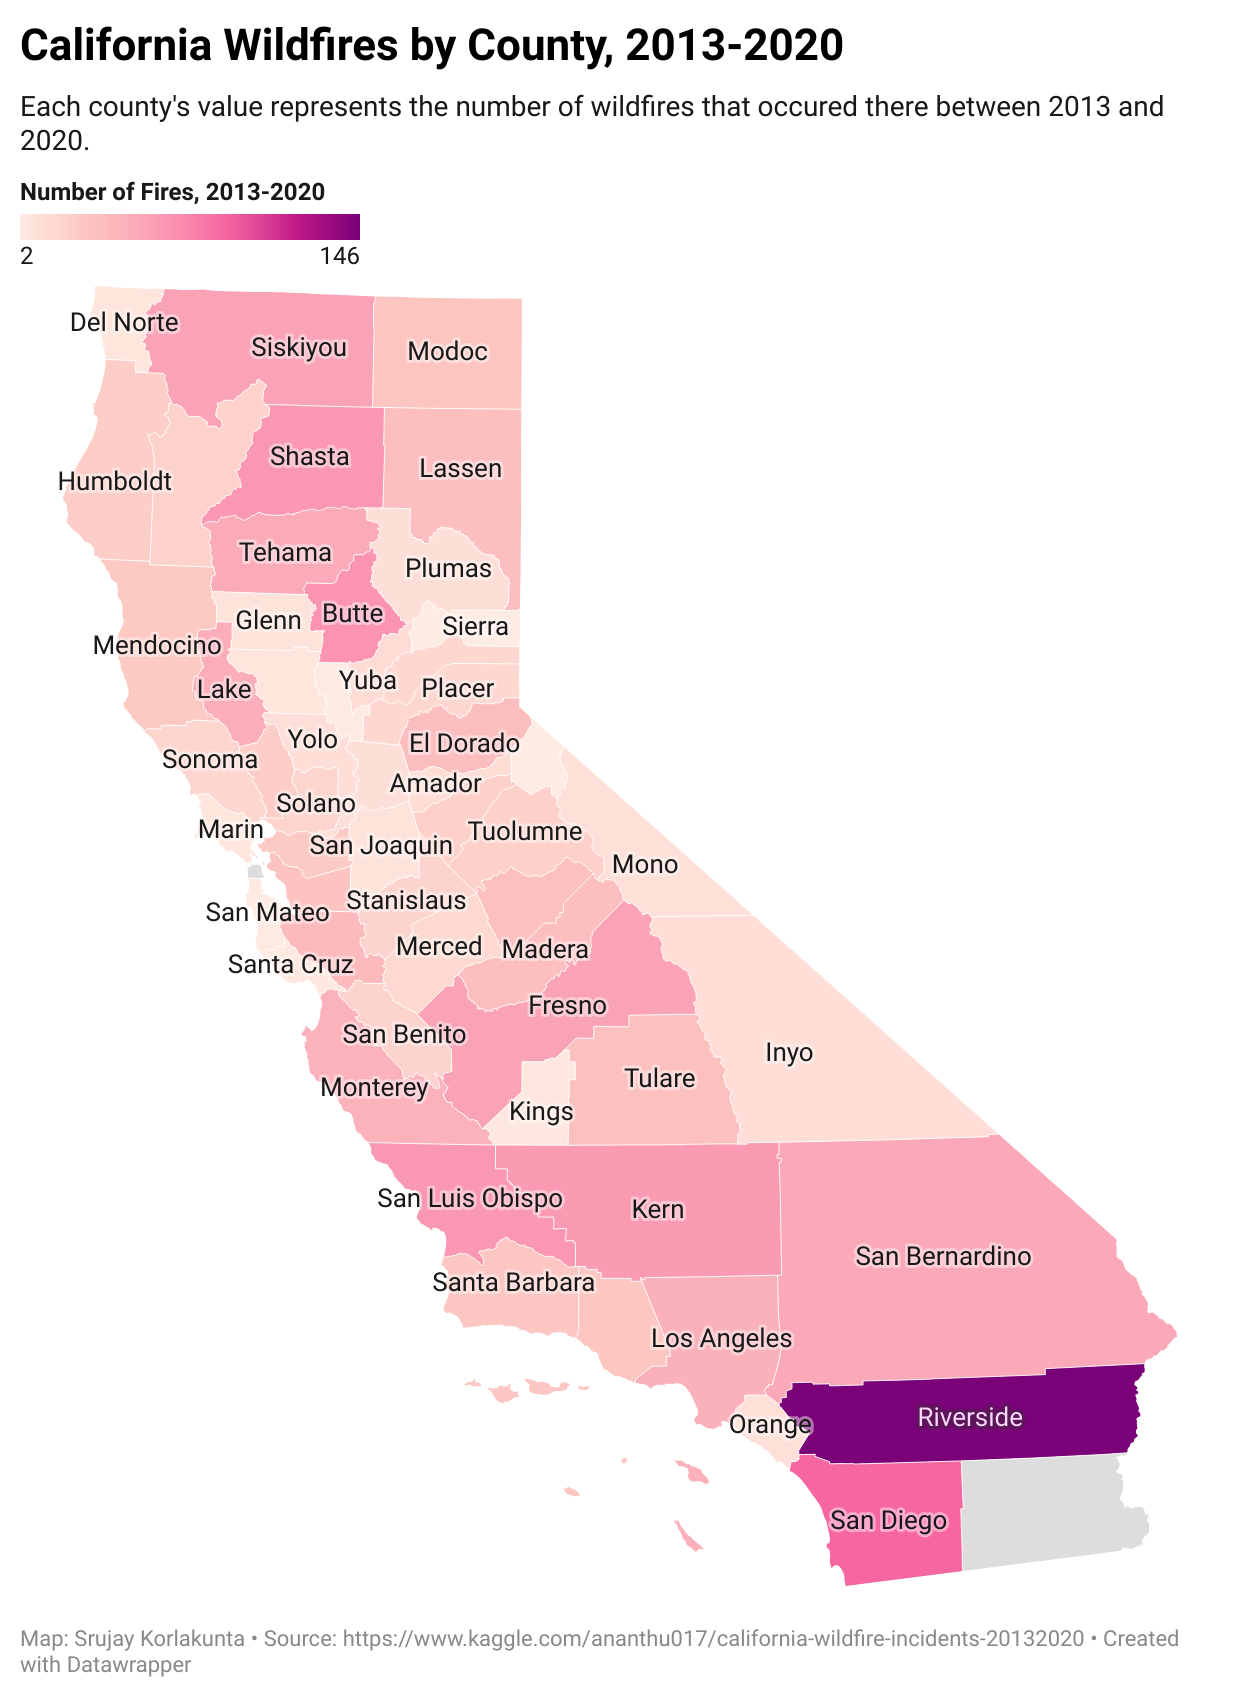 California Wildfires by County, 2013-2020
Each county's value represents the number of wildfires that occured there between 2013 and
2020.
Number of Fires, 2013-2020
2 146
Del Norte
Siskiyou
Modoc
Shasta
Lassen
Humboldt
Tehama
Plumas
Butte
Glenn
Sierra
Mendocino
Yuba
Lake
Placer
Yolo
El Dorado
Sonoma
Amador
Solano
Marin
Tuolumne
San Joaquin
Mono
Stanislaus
San Mateo
Merced
Madera
Santa Cruz
Fresno
San Benito
Inyo
Tulare
Monterey
Kings
San Luis Obispo
Kern
San Bernardino
Santa Barbara
Los Angeles
Riverside
Orange
San Diego
Map: Srujay Korlakunta • Source: https://www.kaggle.com/ananthu017/california-wildfire-incidents-20132020 • Created
with Datawrapper